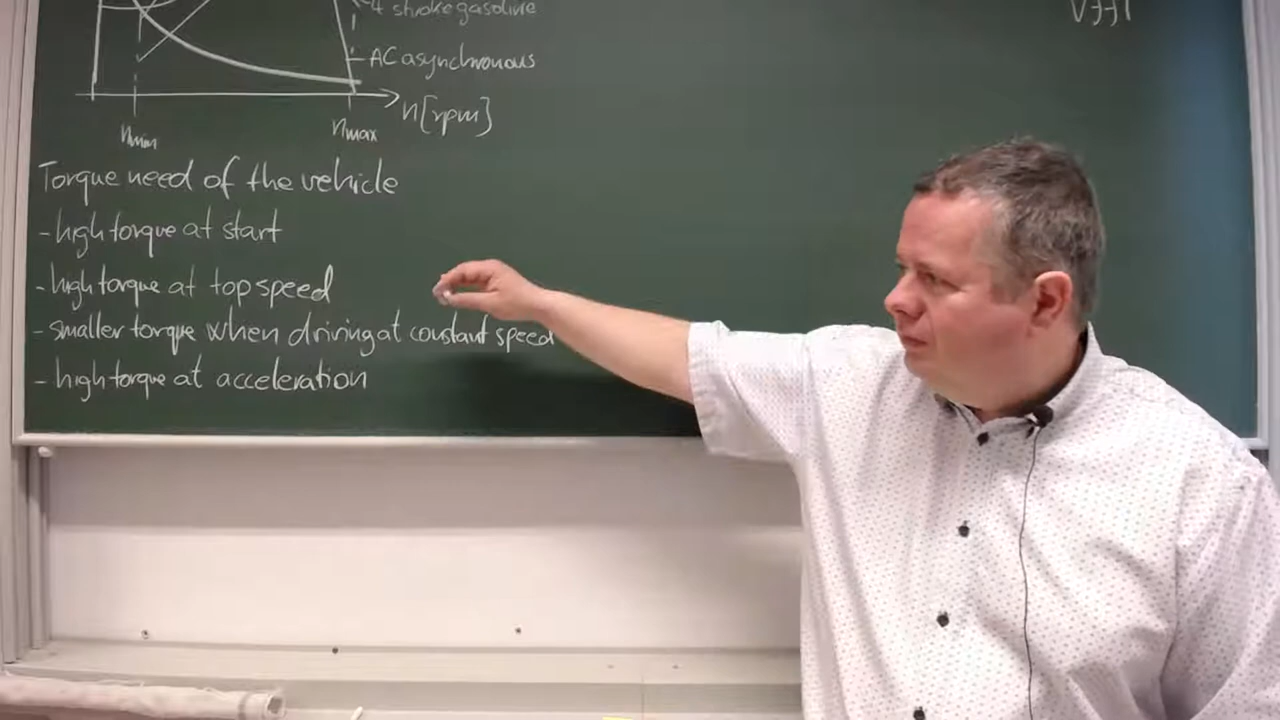 4 stroke gasoline
AC asynchronous
n[rpm]
nmin
nmax
Torque need of the vehicle
- high torque at start
- high torque at top speed
- smaller torque when driving at constant speed
- high torque at acceleration